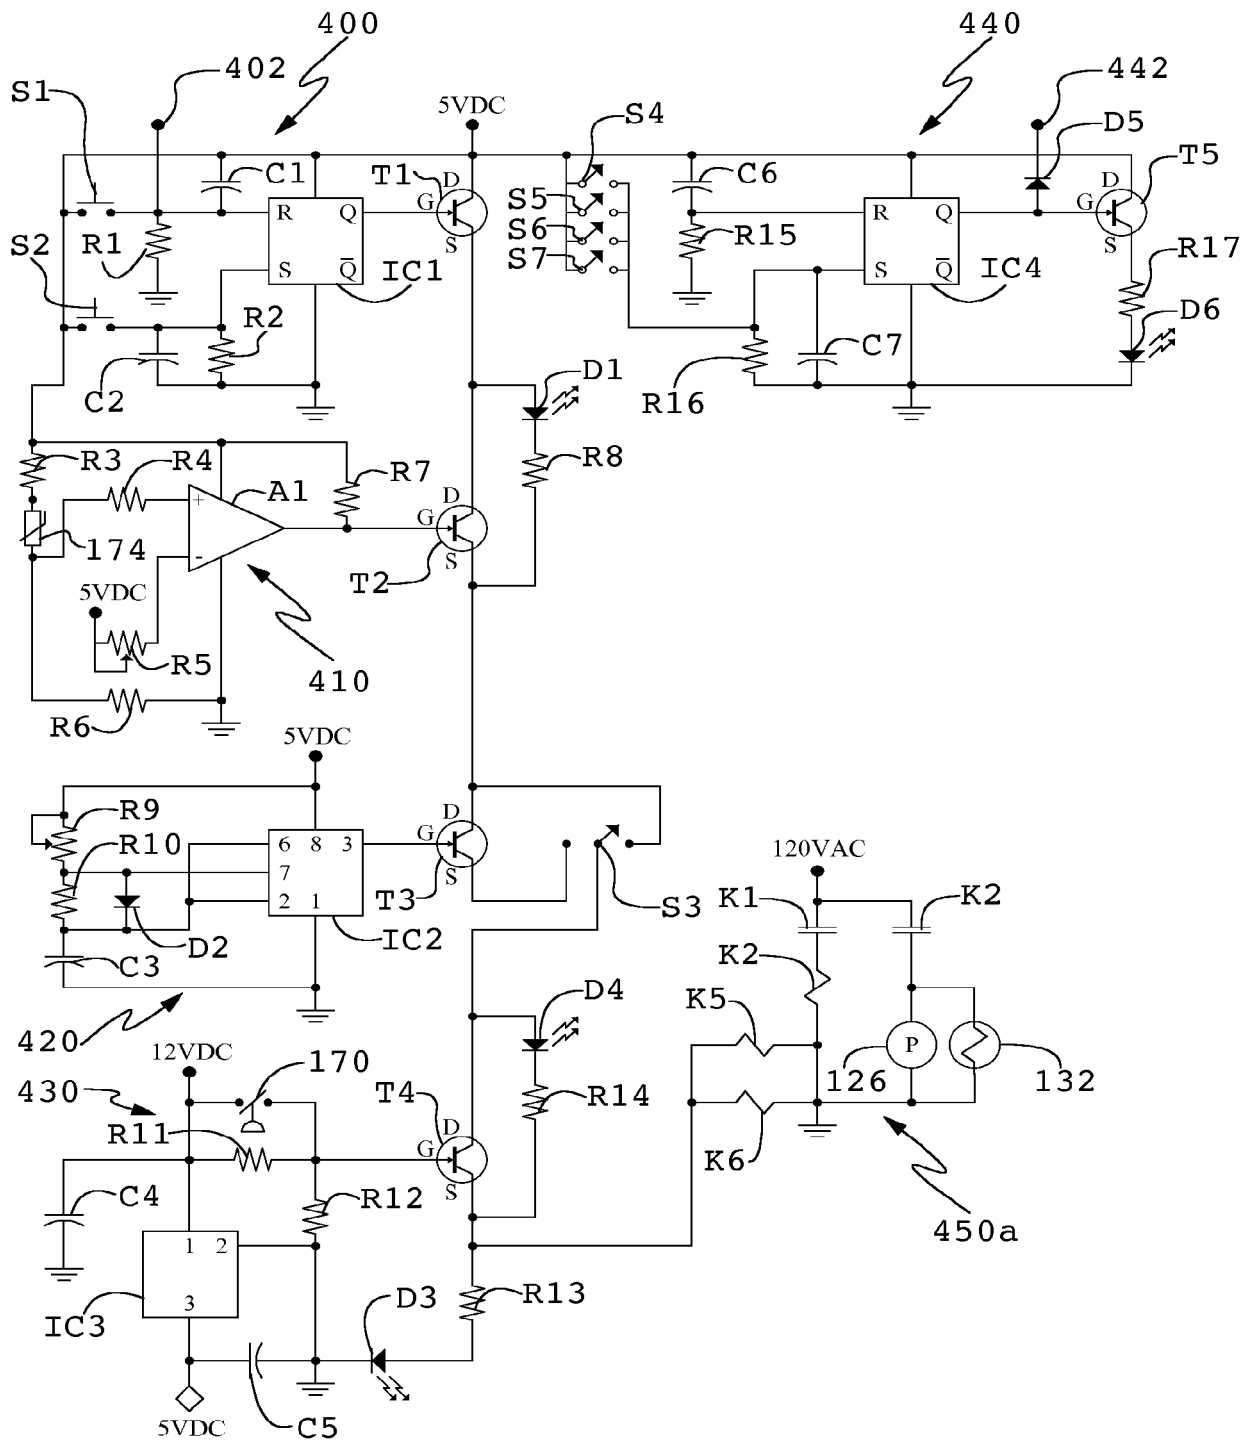 400
440
402
442
S1
5VDC
S4
D5
C1
T1
D
C6
D
T5
S5
R
Q
G
R
Q
G
S6
R15
R1
S
S
S2
S7
R17
S
Q
IC1
S
Q
IC4
R2
D6
C7
C2
D1
R16
R3
R4
R7
R8
A1
D
+
G
174
-
S
T2
5VDC
R5
410
R6
5VDC
R9
D
R10
6
8
3
G
120VAC
7
S
K1
K2
2
1
T3
S3
D2
IC2
C3
K2
D4
K5
420
12VDC
170
P
430
T4
126
132
R14
D
R11
G
K6
S
C4
R12
450a
1
2
D3
R13
3
IC3
5VDC
C5